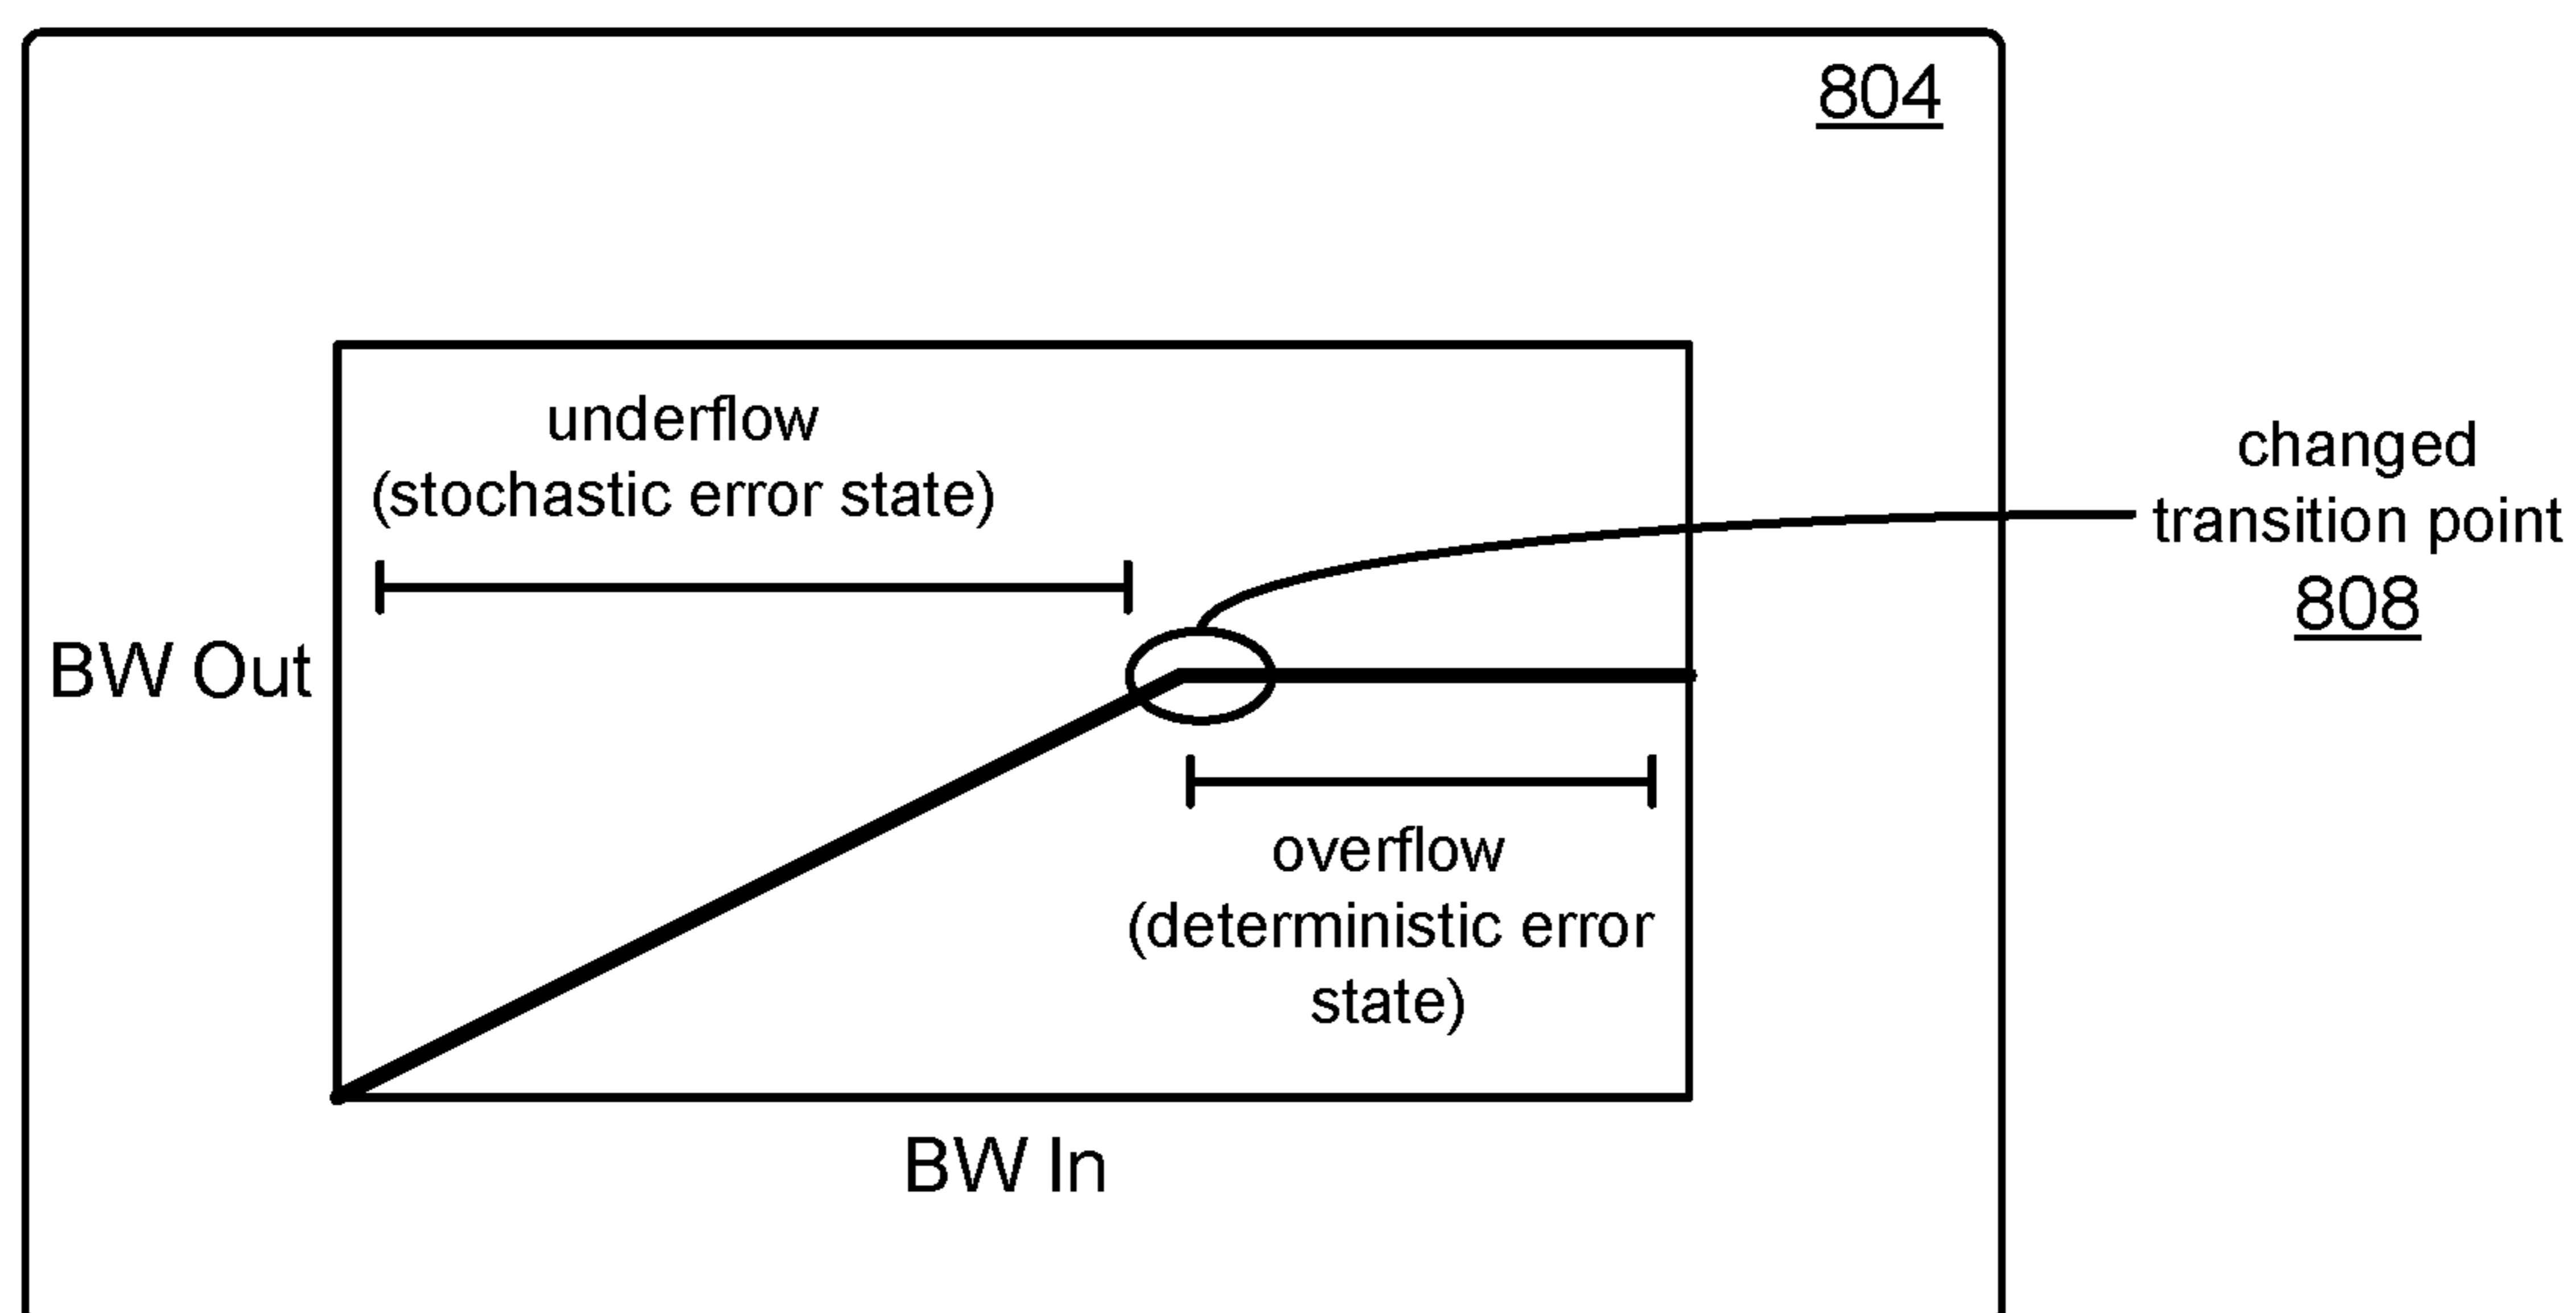 804
underflow
(stochastic error state)
changed
transition point
808
BW Out
overflow
(deterministic error
state)
BW In